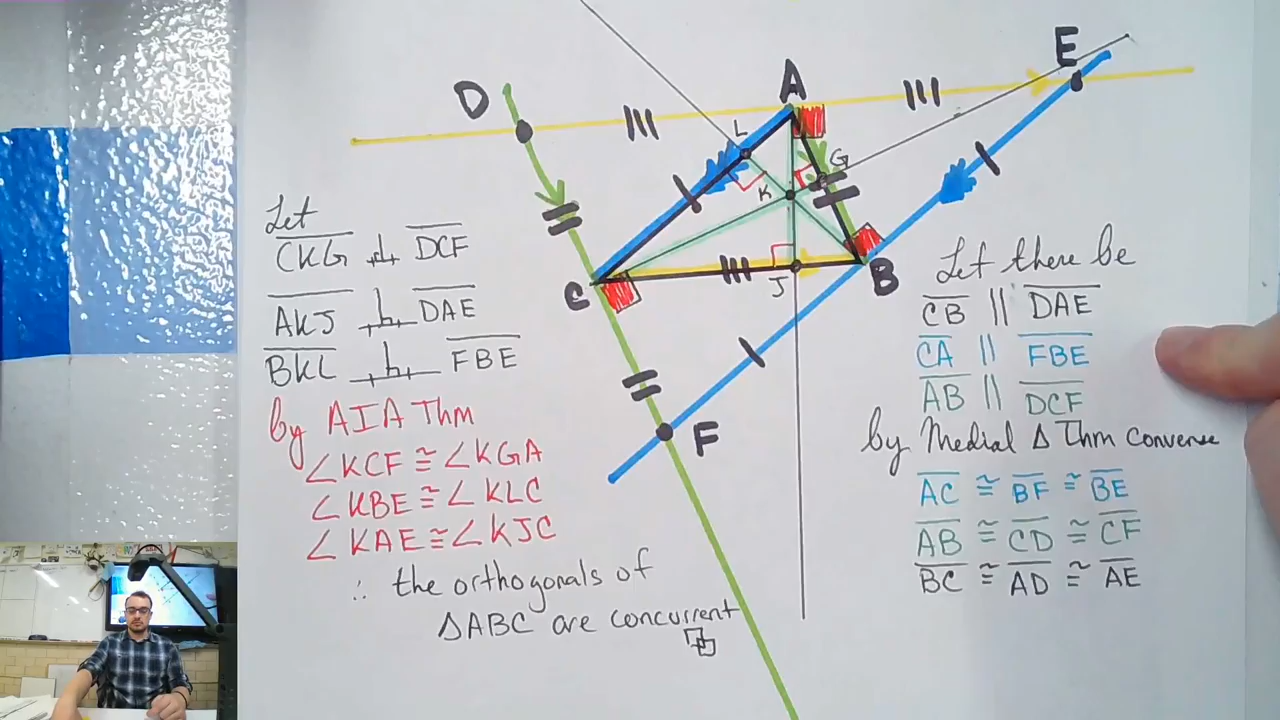 D
A
E
L
G
K
J
C
B
F
Let
CKG ⊥ DCF
AKJ ⊥ DAE
BKL ⊥ FBE
by AIA Thm
∠KCF ≅ ∠KGA
∠KBE ≅ ∠KLC
∠KAE ≅ ∠KJC
∴ the orthogonals of
ΔABC are concurrent
Let there be
CB || DAE
CA || FBE
AB || DCF
by Medial Δ Thm converse
AC ≅ BF ≅ BE
AB ≅ CD ≅ CF
BC ≅ AD ≅ AE